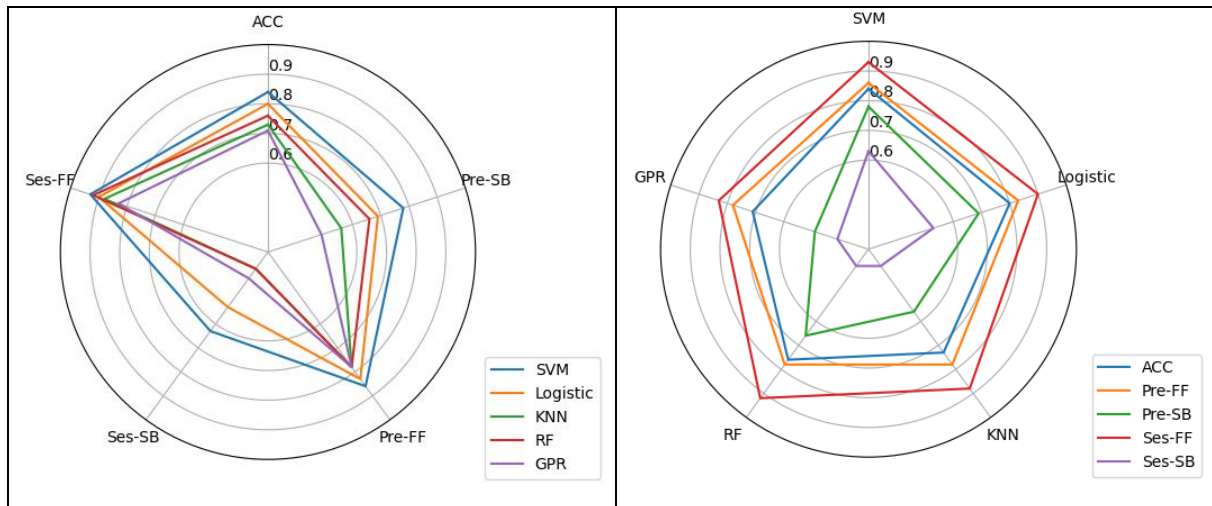 ACC
0.9
0.8
0.7
0.6
Ses-FF
Pre-SB
Ses-SB
Pre-FF
SVM
Logistic
KNN
RF
GPR
SVM
0.9
0.8
0.7
0.6
GPR
Logistic
RF
KNN
ACC
Pre-FF
Pre-SB
Ses-FF
Ses-SB